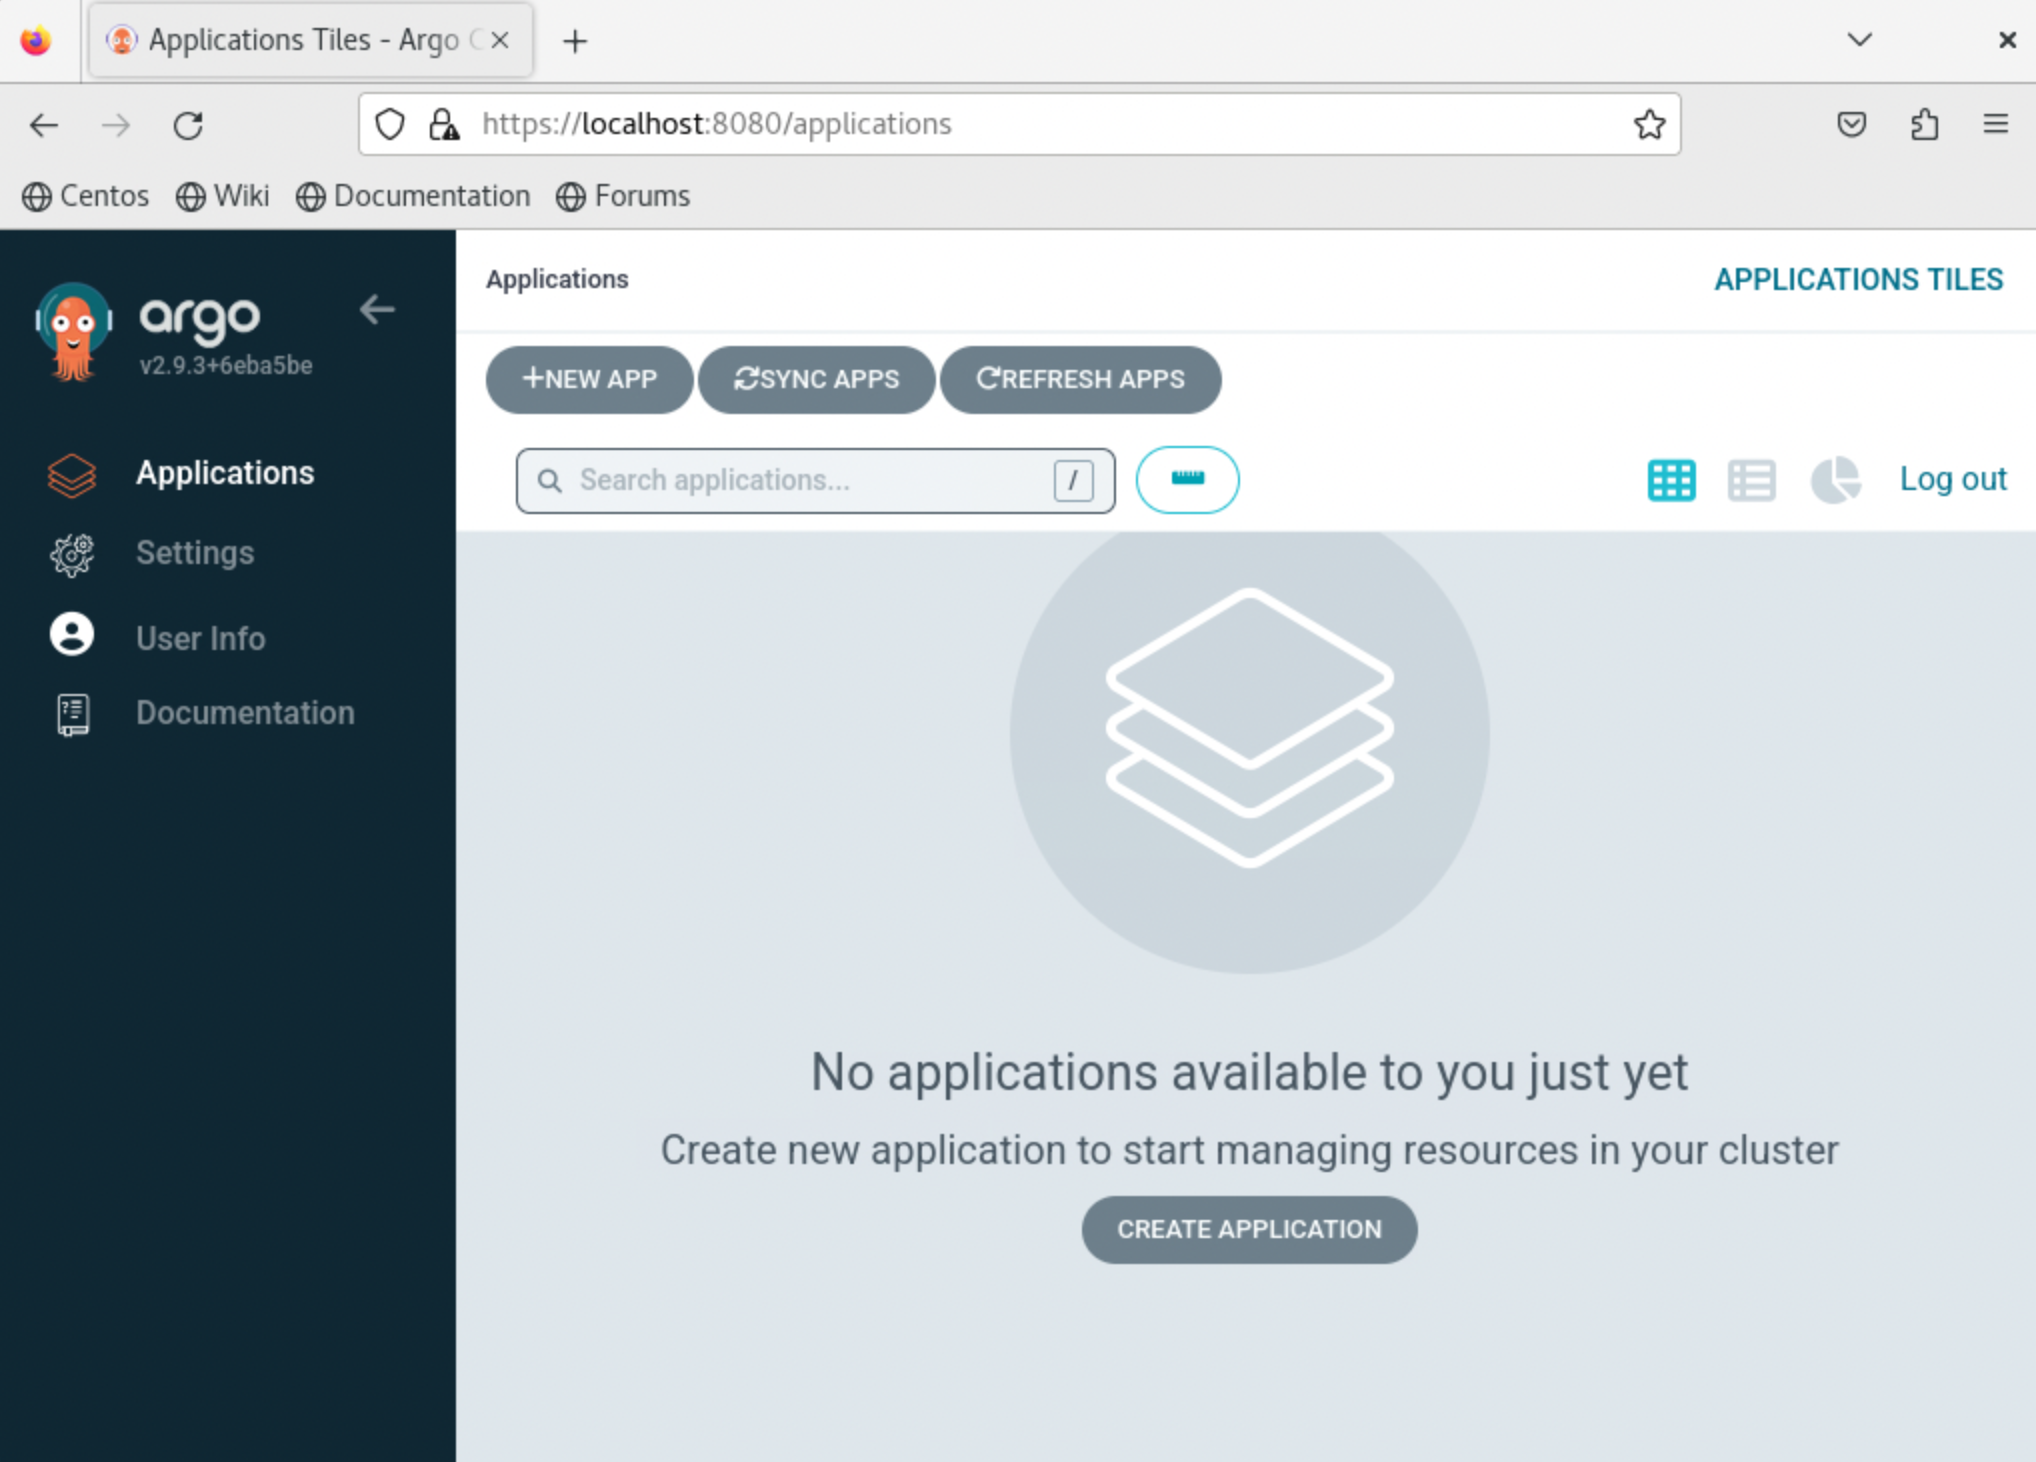 Applications Tiles - Argo
https://localhost:8080/applications
Centos Wiki Documentation Forums
argo
v2.9.3+6eba5be
Applications
Settings
User Info
Documentation
Applications APPLICATIONS TILES
+NEW APP SYNC APPS REFRESH APPS
Search applications... / Log out
No applications available to you just yet
Create new application to start managing resources in your cluster
CREATE APPLICATION